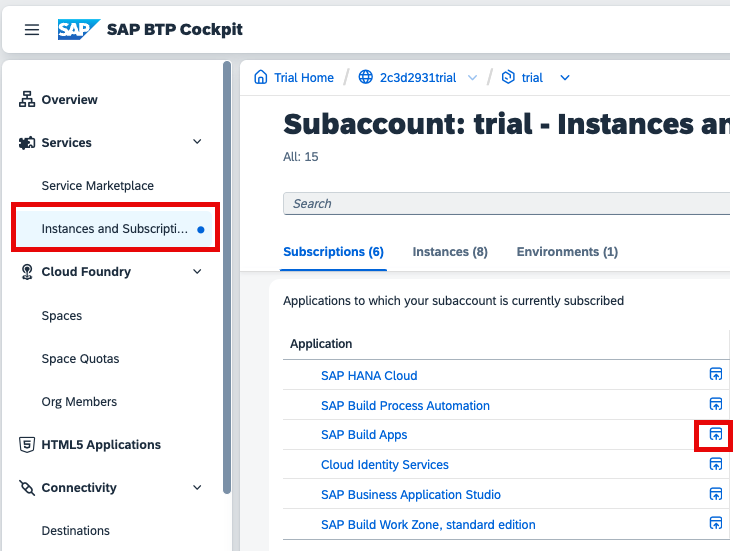 SAP SAP BTP Cockpit
Trial Home / 2c3d2931trial / trial
Overview
Services
Service Marketplace
Instances and Subscripti...
Cloud Foundry
Spaces
Space Quotas
Org Members
5 HTML5 Applications
Connectivity
Destinations
Subaccount: trial - Instances an
All: 15
Search
Subscriptions (6) Instances (8) Environments (1)
Applications to which your subaccount is currently subscribed
Application
SAP HANA Cloud
SAP Build Process Automation
SAP Build Apps
Cloud Identity Services
SAP Business Application Studio
SAP Build Work Zone, standard edition